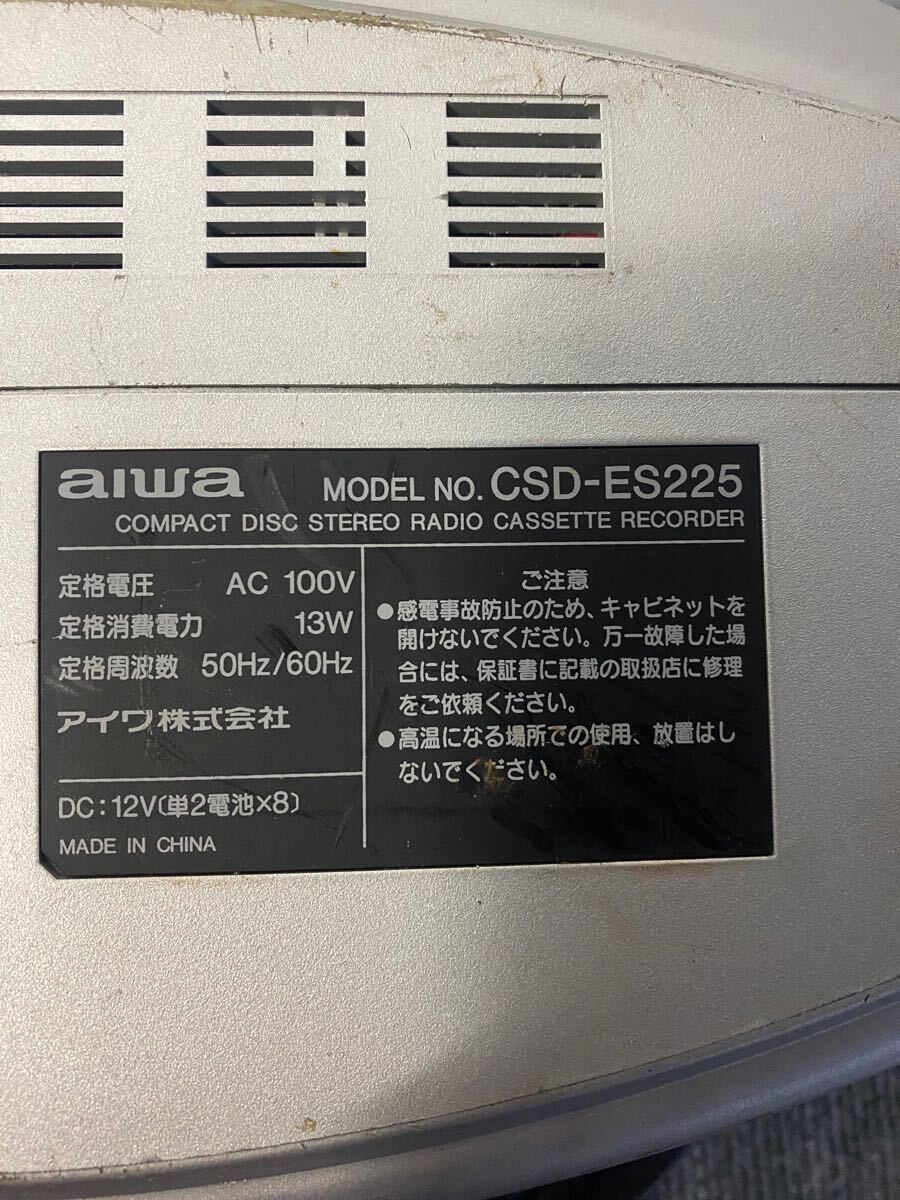 aiwa MODEL NO. CSD-ES225
COMPACT DISC STEREO RADIO CASSETTE RECORDER
定格電圧 AC 100V
定格消費電力 13W
定格周波数 50Hz/60Hz
アイワ株式会社
DC:12V〔単2電池×8〕
MADE IN CHINA
ご注意
●感電事故防止のため、キャビネットを
開けないでください。万一故障した場
合には、保証書に記載の取扱店に修理
をご依頼ください。
●高温になる場所での使用、放置はし
ないでください。